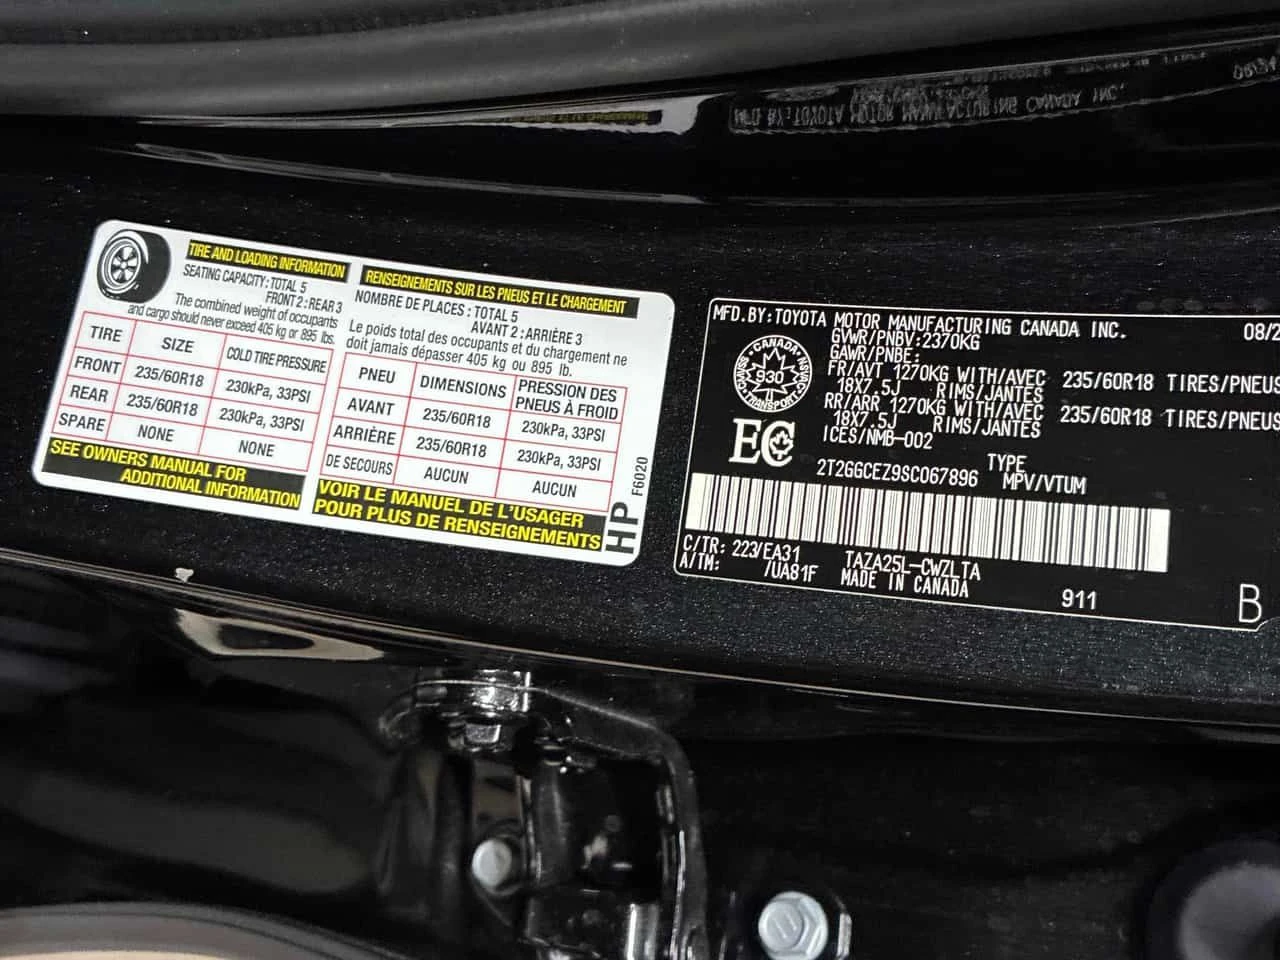 TIRE AND LOADING INFORMATION
SEATING CAPACITY: TOTAL 5
FRONT 2: REAR 3
The combined weight of occupants
and cargo should never exceed 405 kg or 895 lbs.
TIRE SIZE COLD TIRE PRESSURE
FRONT 235/60R18 230kPa, 33PSI
REAR 235/60R18 230kPa, 33PSI
SPARE NONE NONE
SEE OWNERS MANUAL FOR
ADDITIONAL INFORMATION
RENSEIGNEMENTS SUR LES PNEUS ET LE CHARGEMENT
NOMBRE DE PLACES : TOTAL 5
AVANT 2 : ARRIÈRE 3
Le poids total des occupants et du chargement ne
doit jamais dépasser 405 kg ou 895 lb.
PNEU DIMENSIONS PRESSION DES PNEUS À FROID
AVANT 235/60R18 230kPa, 33PSI
ARRIÈRE 235/60R18 230kPa, 33PSI
DE SECOURS AUCUN AUCUN
VOIR LE MANUEL DE L'USAGER
POUR PLUS DE RENSEIGNEMENTS
HP F6020
MFD.BY:TOYOTA MOTOR MANUFACTURING CANADA INC. 08/2
GVWR/PNBV:2370KG
GAWR/PNBE:
FR/AVT 1270KG WITH/AVEC 235/60R18 TIRES/PNEUS
18X7.5J RIMS/JANTES
RR/ARR 1270KG WITH/AVEC 235/60R18 TIRES/PNEUS
18X7.5J RIMS/JANTES
ICES/NMB-002
CANADA
930
TRANSPORT
CMVSS
NSVAC
EC
2T2GGCEZ9SC067896 TYPE MPV/VTUM
C/TR: 223/EA31 TAZA25L-CWZLTA
A/TM: /UA81F MADE IN CANADA
911
B